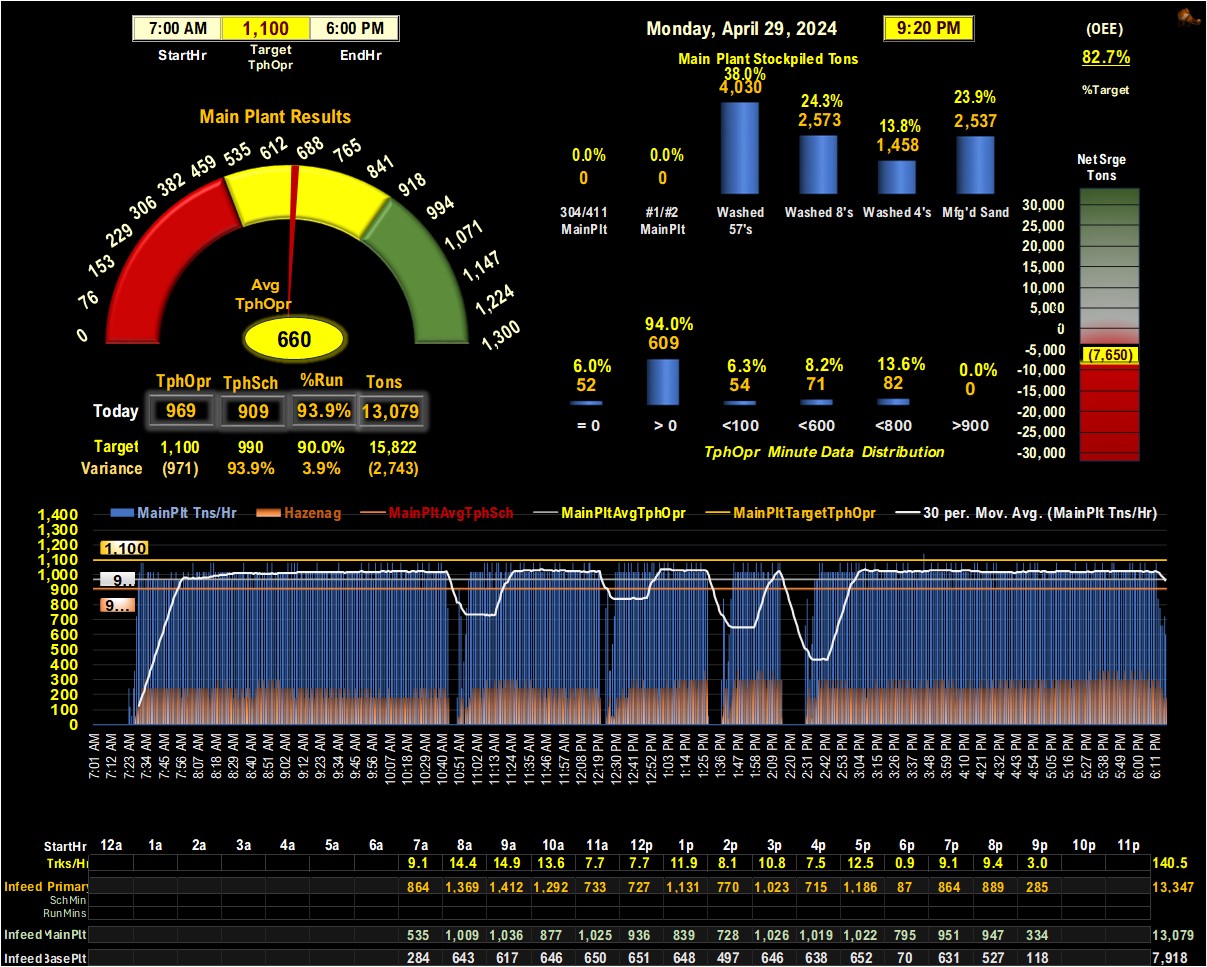 7:00 AM 1,100 6:00 PM
StartHr Target TphOpr EndHr
Monday, April 29, 2024 9:20 PM
(OEE)
82.7%
%Target
Main Plant Results
0 76 153 229 306 382 459 535 612 688 765 841 918 994 1,071 1,147 1,224 1,300
Avg
TphOpr
660
TphOpr TphSch %Run Tons
Today 969 909 93.9% 13,079
Target 1,100 990 90.0% 15,822
Variance (971) 93.9% 3.9% (2,743)
Main Plant Stockpiled Tons
0.0% 0.0% 38.0% 24.3% 13.8% 23.9%
0 0 4,030 2,573 1,458 2,537
304/411 MainPlt #1/#2 MainPlt Washed 57's Washed 8's Washed 4's Mfg'd Sand
6.0% 94.0% 6.3% 8.2% 13.6% 0.0%
52 609 54 71 82 0
= 0 > 0 <100 <600 <800 >900
TphOpr Minute Data Distribution
Net Srge
Tons
30,000
25,000
20,000
15,000
10,000
5,000
0
-5,000
(7,650)
-10,000
-15,000
-20,000
-25,000
-30,000
MainPlt Tns/Hr Hazenag MainPltAvgTphSch MainPltAvgTphOpr MainPltTargetTphOpr 30 per. Mov. Avg. (MainPlt Tns/Hr)
1,400
1,300
1,200
1,100
1,000
900
800
700
600
500
400
300
200
100
0
1,100
9...
9...
7:01 AM 7:12 AM 7:23 AM 7:34 AM 7:45 AM 7:56 AM 8:07 AM 8:18 AM 8:29 AM 8:40 AM 8:51 AM 9:02 AM 9:12 AM 9:23 AM 9:34 AM 9:45 AM 9:56 AM 10:07 AM 10:18 AM 10:29 AM 10:40 AM 10:51 AM 11:02 AM 11:13 AM 11:24 AM 11:35 AM 11:46 AM 11:57 AM 12:08 PM 12:19 PM 12:30 PM 12:41 PM 12:52 PM 1:03 PM 1:14 PM 1:25 PM 1:36 PM 1:47 PM 1:58 PM 2:09 PM 2:20 PM 2:31 PM 2:42 PM 2:53 PM 3:04 PM 3:15 PM 3:26 PM 3:37 PM 3:48 PM 3:59 PM 4:10 PM 4:21 PM 4:32 PM 4:43 PM 4:54 PM 5:05 PM 5:16 PM 5:27 PM 5:38 PM 5:49 PM 6:00 PM 6:11 PM
StartHr 12a 1a 2a 3a 4a 5a 6a 7a 8a 9a 10a 11a 12p 1p 2p 3p 4p 5p 6p 7p 8p 9p 10p 11p
Trks/Hr 9.1 14.4 14.9 13.6 7.7 7.7 11.9 8.1 10.8 7.5 12.5 0.9 9.1 9.4 3.0 140.5
Infeed Primary 864 1,369 1,412 1,292 733 727 1,131 770 1,023 715 1,186 87 864 889 285 13,347
SchMin
RunMins
Infeed MainPlt 535 1,009 1,036 877 1,025 936 839 728 1,026 1,019 1,022 795 951 947 334 13,079
Infeed BasePlt 284 643 617 646 650 651 648 497 646 638 652 70 631 527 118 7,918